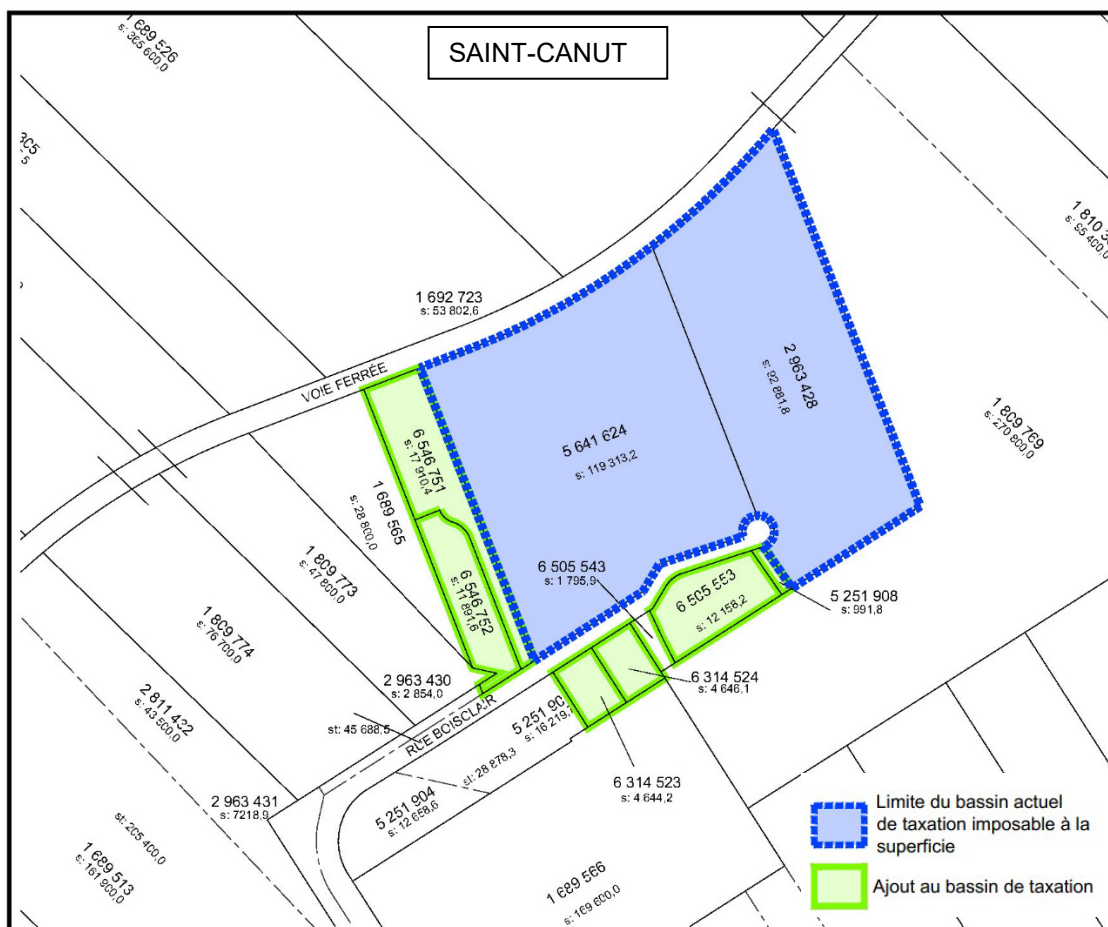 SAINT-CANUT
1 689 526
s: 365 600,0
1 810 3
s: 95 400,0
1 692 723
s: 53 802,6
VOIE FERRÉE
2 963 428
s: 92 881,8
1 809 769
s: 270 800,0
5 641 624
s: 119 313,2
6 546 751
s: 17 910,4
1 689 565
s: 28 800,0
6 546 752
s: 11 891,6
6 505 543
s: 1 795,9
6 505 553
s: 12 158,2
5 251 908
s: 991,8
1 809 773
s: 47 800,0
1 809 774
s: 76 700,0
2 963 430
s: 2 854,0
6 314 524
s: 4 646,1
2 811 432
s: 43 500,0
st: 45 688,5
RUE BOISCLAIR
5 251 90
s: 16 219,
st: 28 878,3
6 314 523
s: 4 644,2
2 963 431
s: 7218,9
5 251 904
s: 12 658,6
st: 205 400,0
1 689 513
s: 161 900,0
1 689 566
s: 169 600,0
Limite du bassin actuel
de taxation imposable à la
superficie
Ajout au bassin de taxation